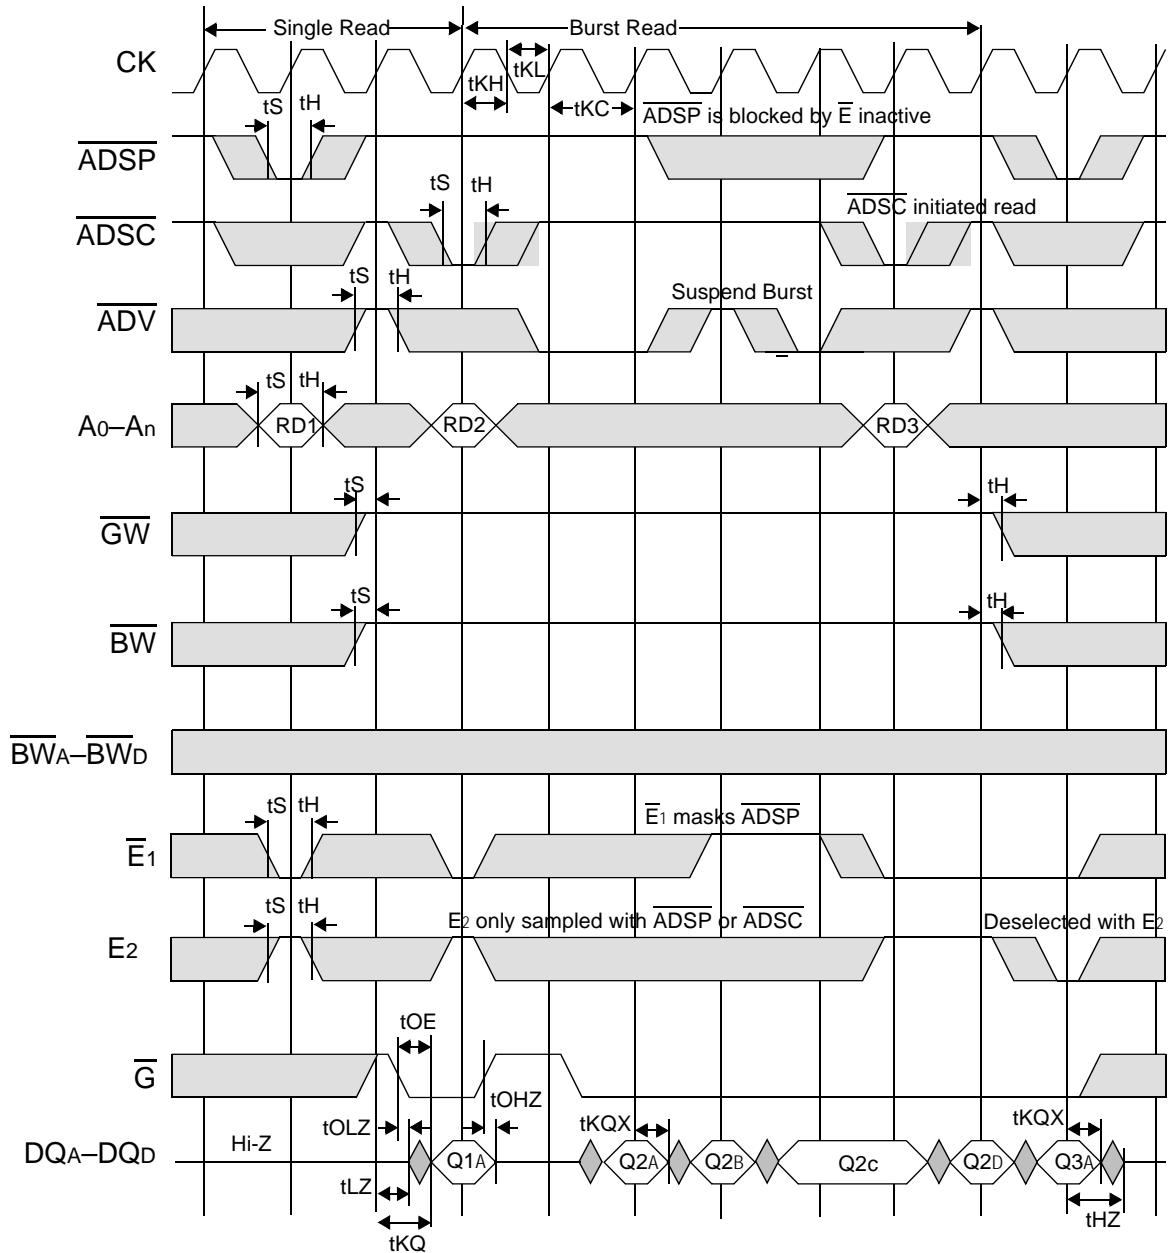 Single Read Burst Read
CK
tKH tKL
tKC
tS tH
ADSP is blocked by E inactive
ADSP
tS tH
ADSC initiated read
ADSC
tS tH
Suspend Burst
ADV
tS tH
A0–An RD1 RD2 RD3
tS tH
GW
tS tH
BW
BWA–BWD
tS tH
E1 masks ADSP
E1
tS tH
E2 only sampled with ADSP or ADSC
Deselected with E2
E2
tOE
G
tOHZ
tOLZ
tKQX tKQX
DQA–DQD Hi-Z Q1A Q2A Q2B Q2c Q2D Q3A
tLZ
tHZ
tKQ